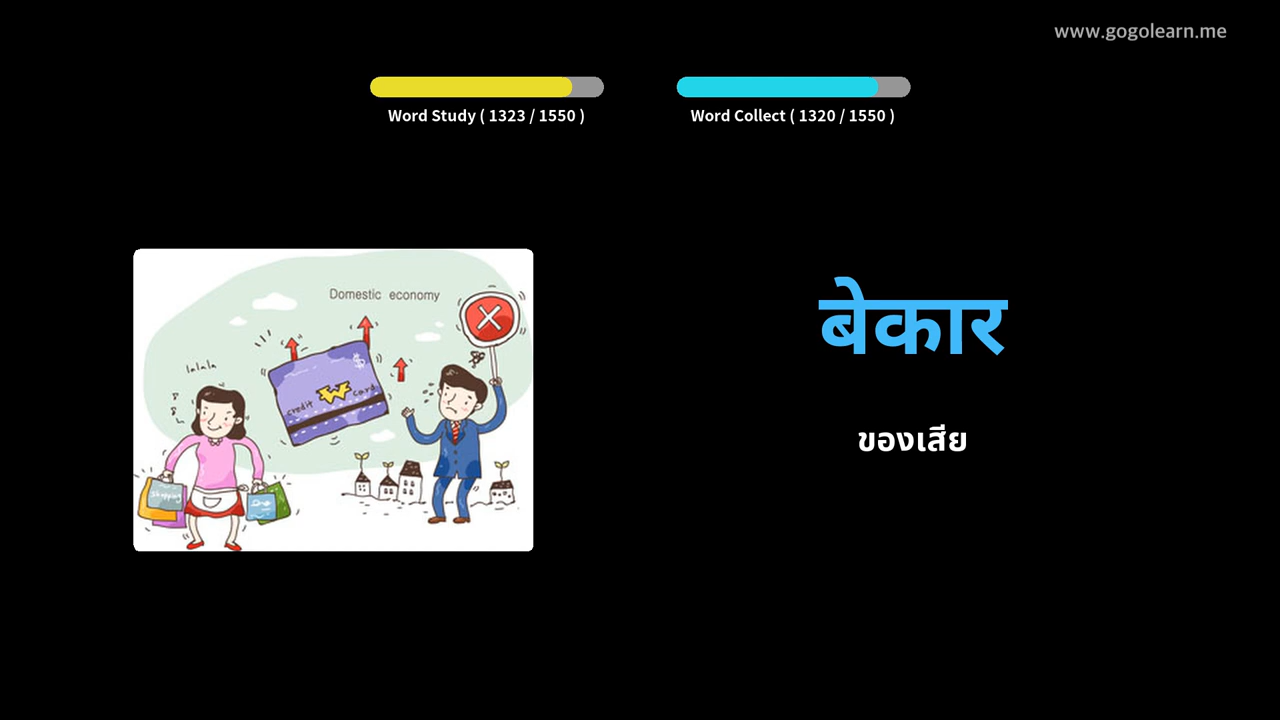 www.gogolearn.me
Word Study ( 1323 / 1550 )
Word Collect ( 1320 / 1550 )
Domestic economy
lalala
credit card
Shopping
बेकार
ของเสีย